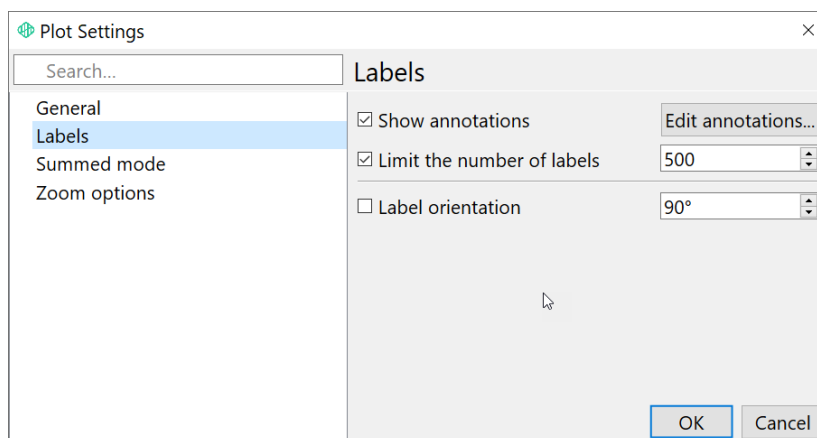 Plot Settings
Search...
Labels
General
Labels
Summed mode
Zoom options
Show annotations
Edit annotations...
Limit the number of labels
500
Label orientation
90°
OK
Cancel